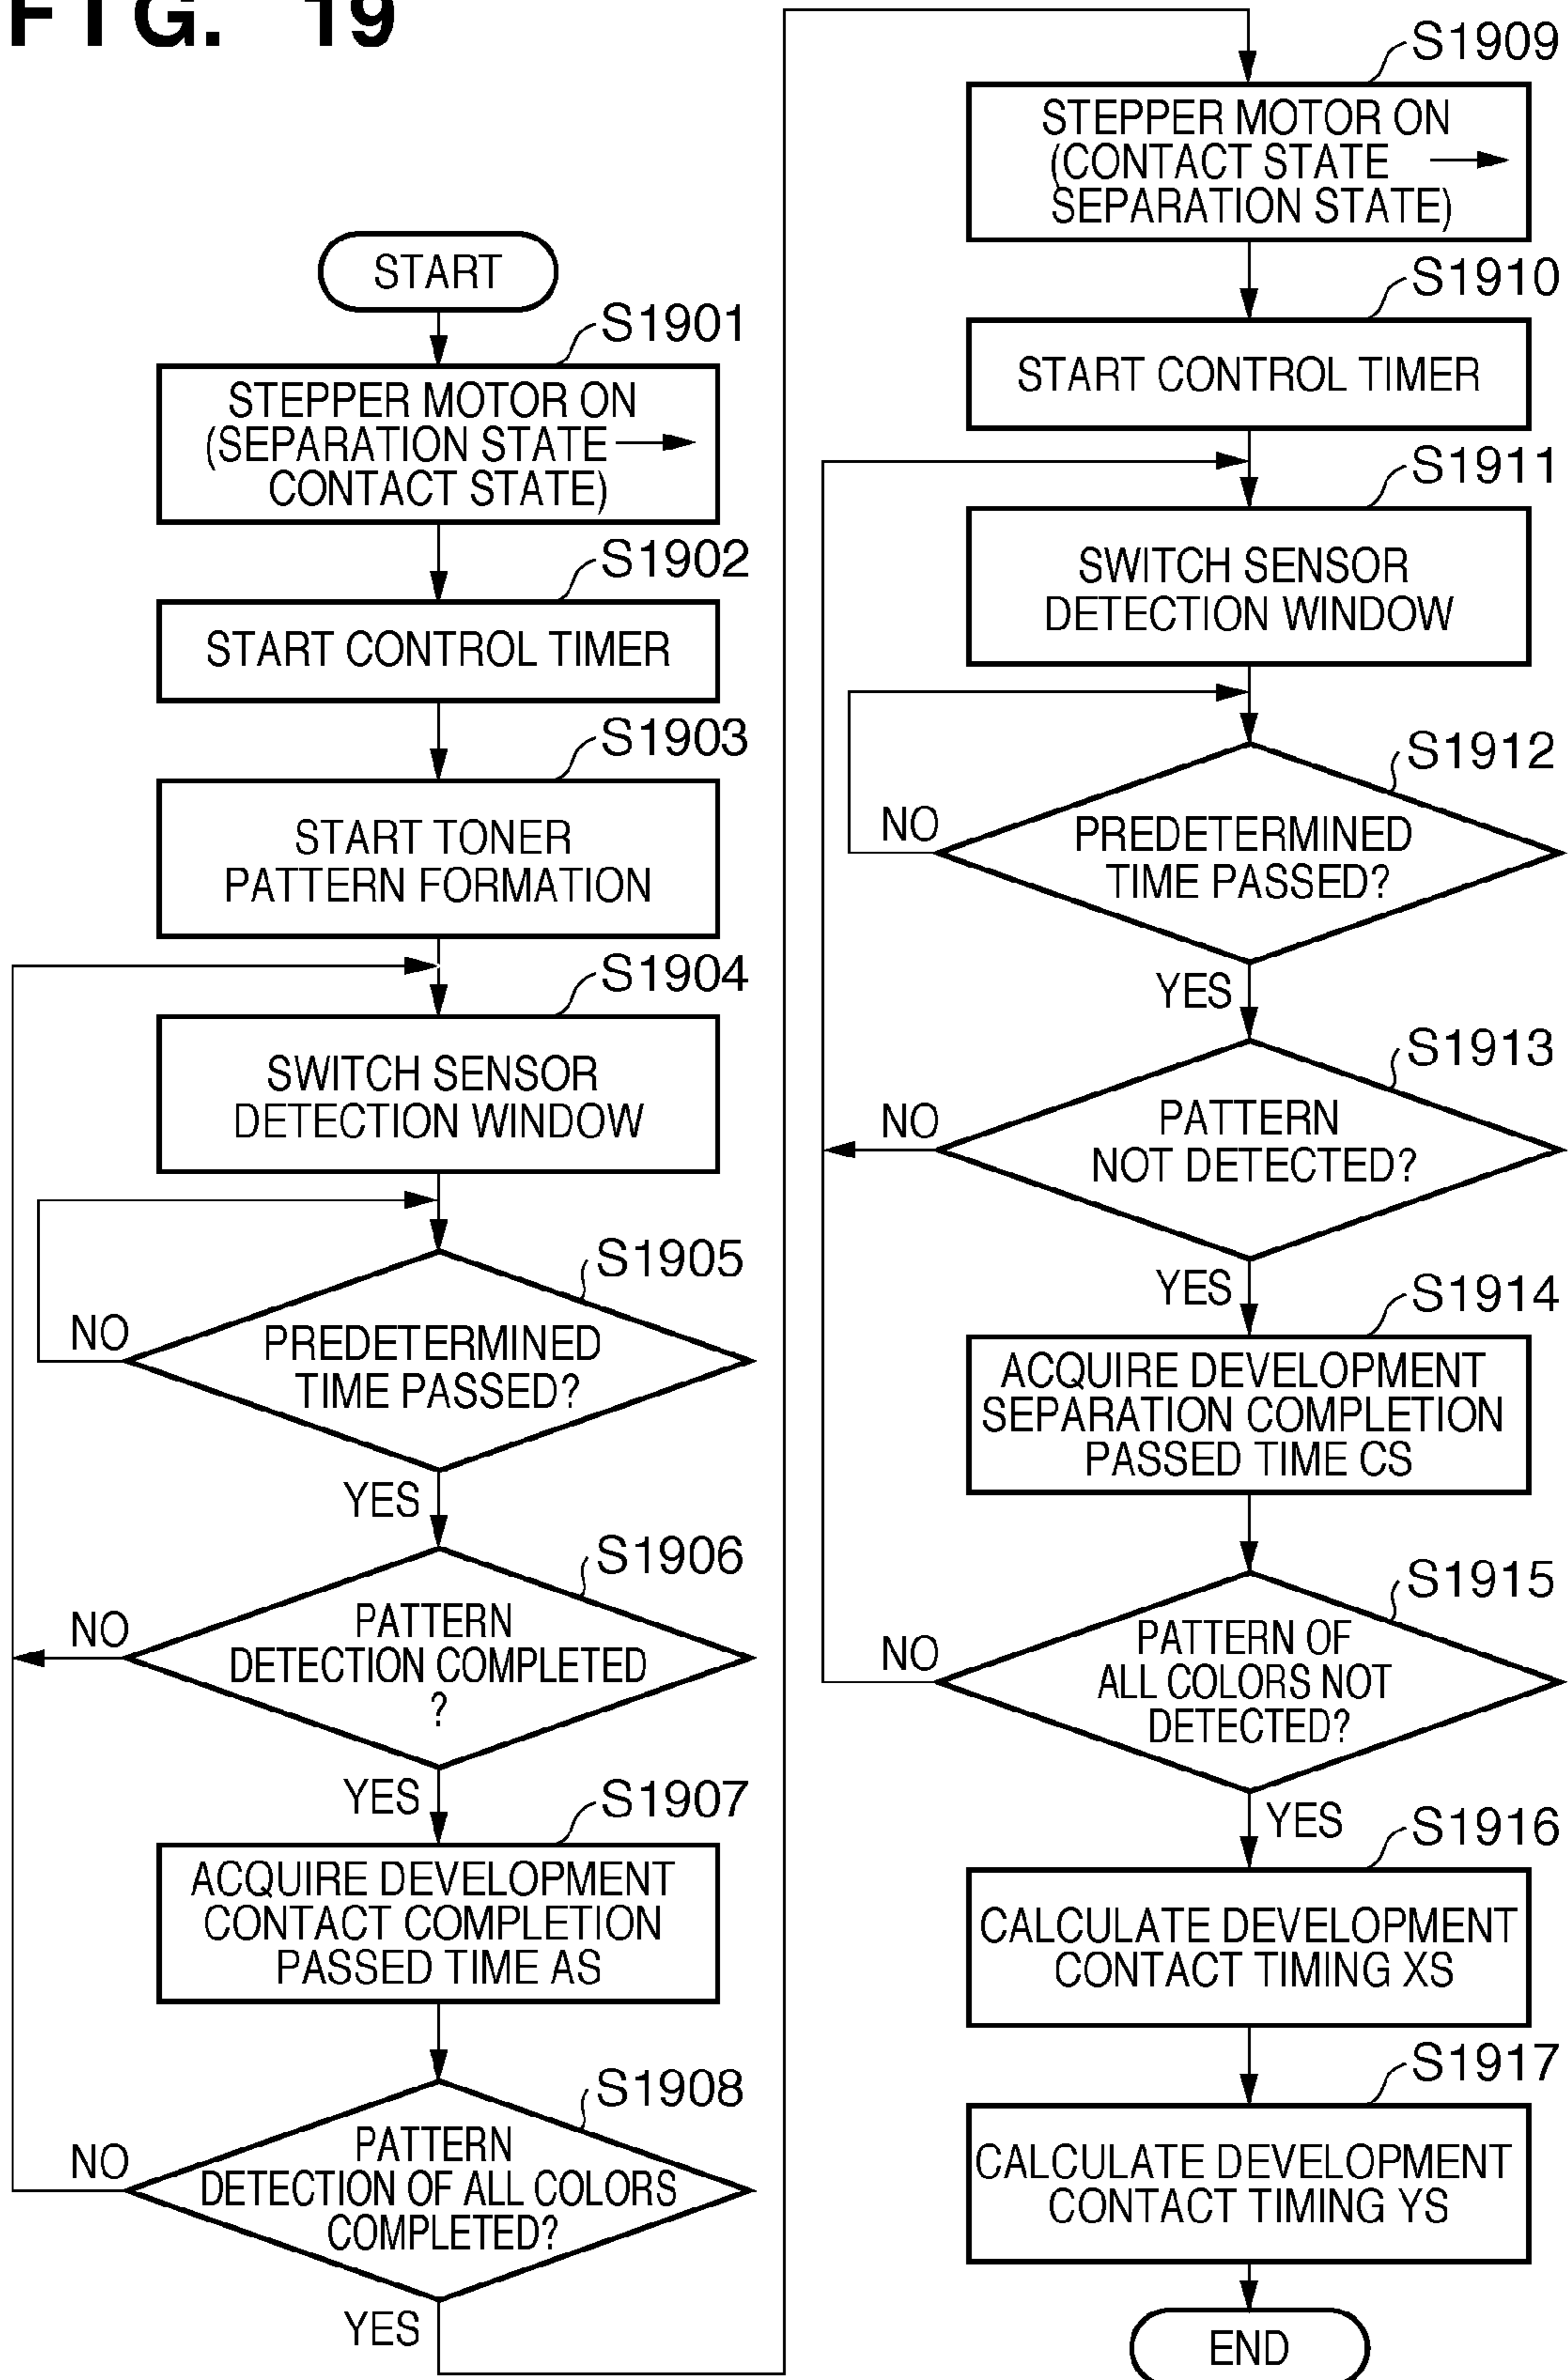 FIG. 19
START
S1901
STEPPER MOTOR ON
(SEPARATION STATE →
CONTACT STATE)
S1902
START CONTROL TIMER
S1903
START TONER
PATTERN FORMATION
S1904
SWITCH SENSOR
DETECTION WINDOW
S1905
PREDETERMINED
TIME PASSED?
NO
YES
S1906
PATTERN
DETECTION COMPLETED
?
NO
YES
S1907
ACQUIRE DEVELOPMENT
CONTACT COMPLETION
PASSED TIME AS
S1908
PATTERN
DETECTION OF ALL COLORS
COMPLETED?
NO
YES
S1909
STEPPER MOTOR ON
(CONTACT STATE →
SEPARATION STATE)
S1910
START CONTROL TIMER
S1911
SWITCH SENSOR
DETECTION WINDOW
S1912
PREDETERMINED
TIME PASSED?
NO
YES
S1913
PATTERN
NOT DETECTED?
NO
YES
S1914
ACQUIRE DEVELOPMENT
SEPARATION COMPLETION
PASSED TIME CS
S1915
PATTERN OF
ALL COLORS NOT
DETECTED?
NO
YES
S1916
CALCULATE DEVELOPMENT
CONTACT TIMING XS
S1917
CALCULATE DEVELOPMENT
CONTACT TIMING YS
END